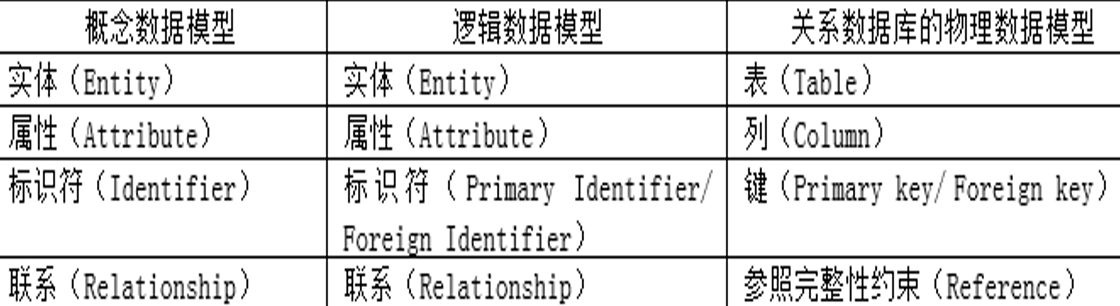 概念数据模型 逻辑数据模型 关系数据库的物理数据模型
实体（Entity） 实体（Entity） 表（Table）
属性（Attribute） 属性（Attribute） 列（Column）
标识符（Identifier） 标识符（Primary Identifier/ 键（Primary key/Foreign key）
Foreign Identifier）
联系（Relationship） 联系（Relationship） 参照完整性约束（Reference）